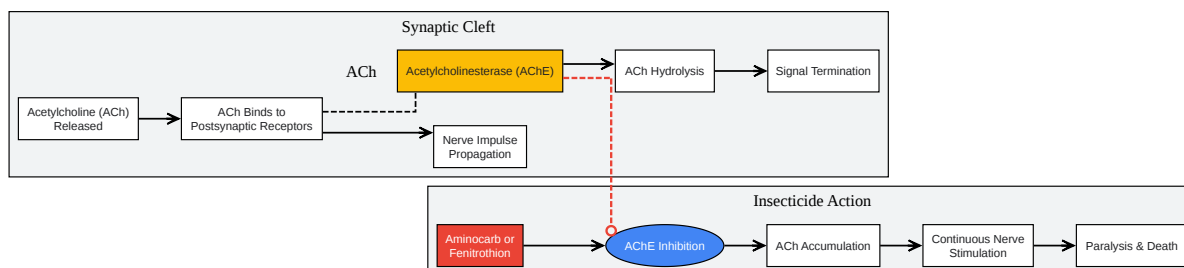 Synaptic Cleft
ACh
Acetylcholinesterase (AChE)
ACh Hydrolysis
Signal Termination
Acetylcholine (ACh)
Released
ACh Binds to
Postsynaptic Receptors
Nerve Impulse
Propagation
Insecticide Action
Aminocarb or
Fenitrothion
AChE Inhibition
ACh Accumulation
Continuous Nerve
Stimulation
Paralysis & Death